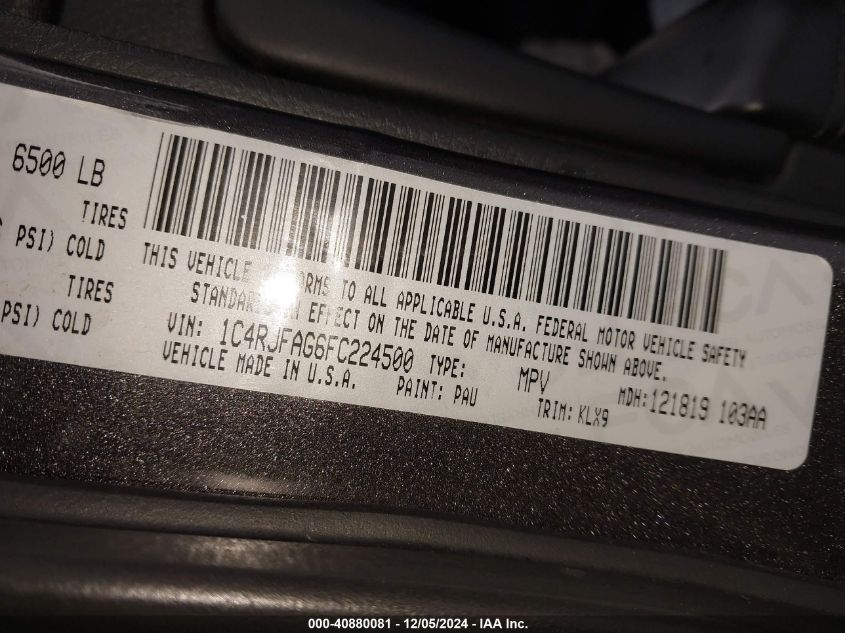 6500 LB
TIRES
PSI) COLD
TIRES
PSI) COLD
THIS VEHICLE TO ALL APPLICABLE U.S.A. FEDERAL MOTOR VEHICLE SAFETY
IN EFFECT ON THE DATE OF MANUFACTURE SHOWN ABOVE.
VIN: 1C4RJFAG6FC224500 TYPE: MPV MDH:121819 103AA
VEHICLE MADE IN U.S.A. PAINT: PAU TRIM: KLX9
000-40880081 - 12/05/2024 - IAA Inc.